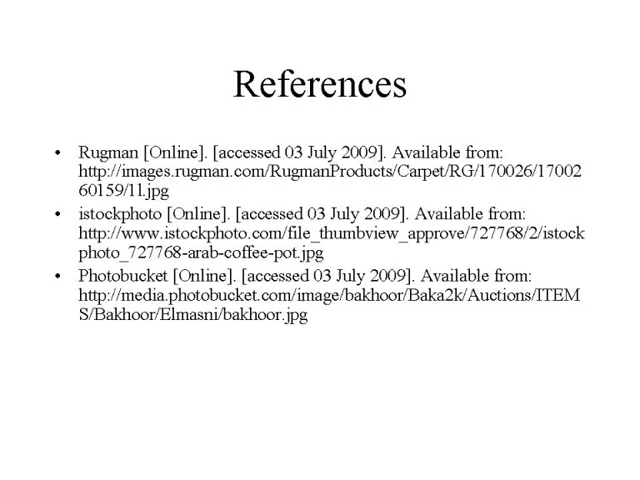 References
• Rugman [Online]. [accessed 03 July 2009]. Available from:
http://images.rugman.com/RugmanProducts/Carpet/RG/170026/17002
60159/1l.jpg
• istockphoto [Online]. [accessed 03 July 2009]. Available from:
http://www.istockphoto.com/file_thumbview_approve/727768/2/istock
photo_727768-arab-coffee-pot.jpg
• Photobucket [Online]. [accessed 03 July 2009]. Available from:
http://media.photobucket.com/image/bakhoor/Baka2k/Auctions/ITEM
S/Bakhoor/Elmasni/bakhoor.jpg